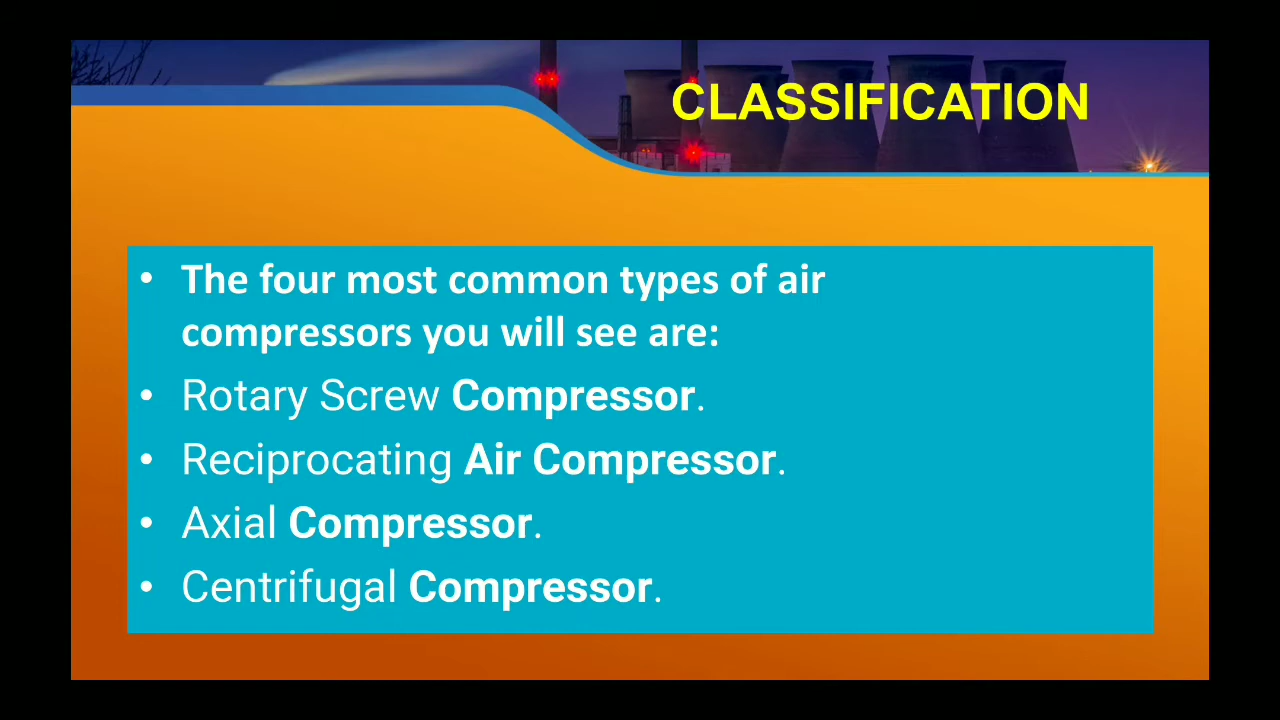 CLASSIFICATION
• The four most common types of air
compressors you will see are:
• Rotary Screw Compressor.
• Reciprocating Air Compressor.
• Axial Compressor.
• Centrifugal Compressor.